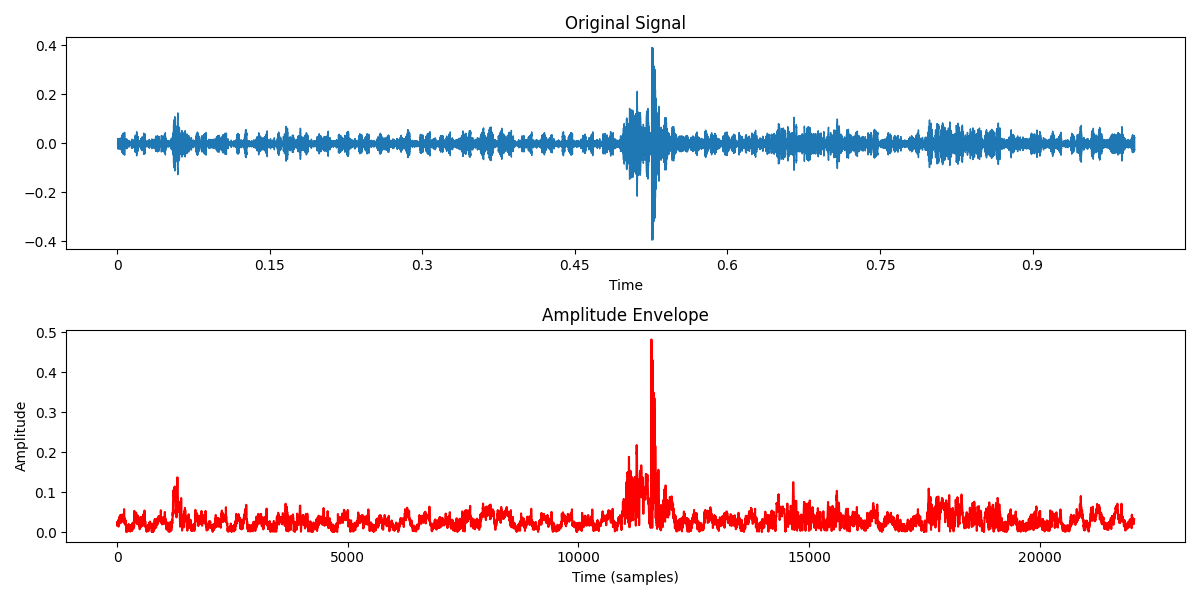 Original Signal
0.4
0.2
0.0
−0.2
−0.4
0 0.15 0.3 0.45 0.6 0.75 0.9
Time
Amplitude Envelope
Amplitude
0.5
0.4
0.3
0.2
0.1
0.0
0 5000 10000 15000 20000
Time (samples)